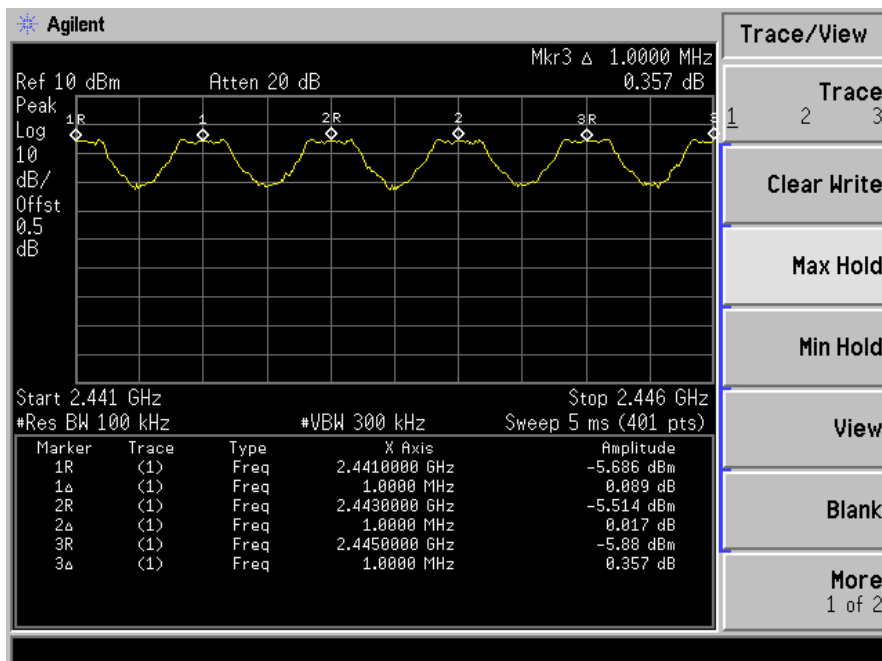 Agilent
Trace/View
Mkr3 Δ 1.0000 MHz
Ref 10 dBm Atten 20 dB 0.357 dB
Peak
Log
10
dB/
Offst
0.5
dB
1R 1 2R 2 3R 3
Start 2.441 GHz Stop 2.446 GHz
#Res BW 100 kHz #VBW 300 kHz Sweep 5 ms (401 pts)
Marker Trace Type X Axis Amplitude
1R (1) Freq 2.4410000 GHz -5.686 dBm
1Δ (1) Freq 1.0000 MHz 0.089 dB
2R (1) Freq 2.4430000 GHz -5.514 dBm
2Δ (1) Freq 1.0000 MHz 0.017 dB
3R (1) Freq 2.4450000 GHz -5.88 dBm
3Δ (1) Freq 1.0000 MHz 0.357 dB
Trace
1 2 3
Clear Write
Max Hold
Min Hold
View
Blank
More
1 of 2